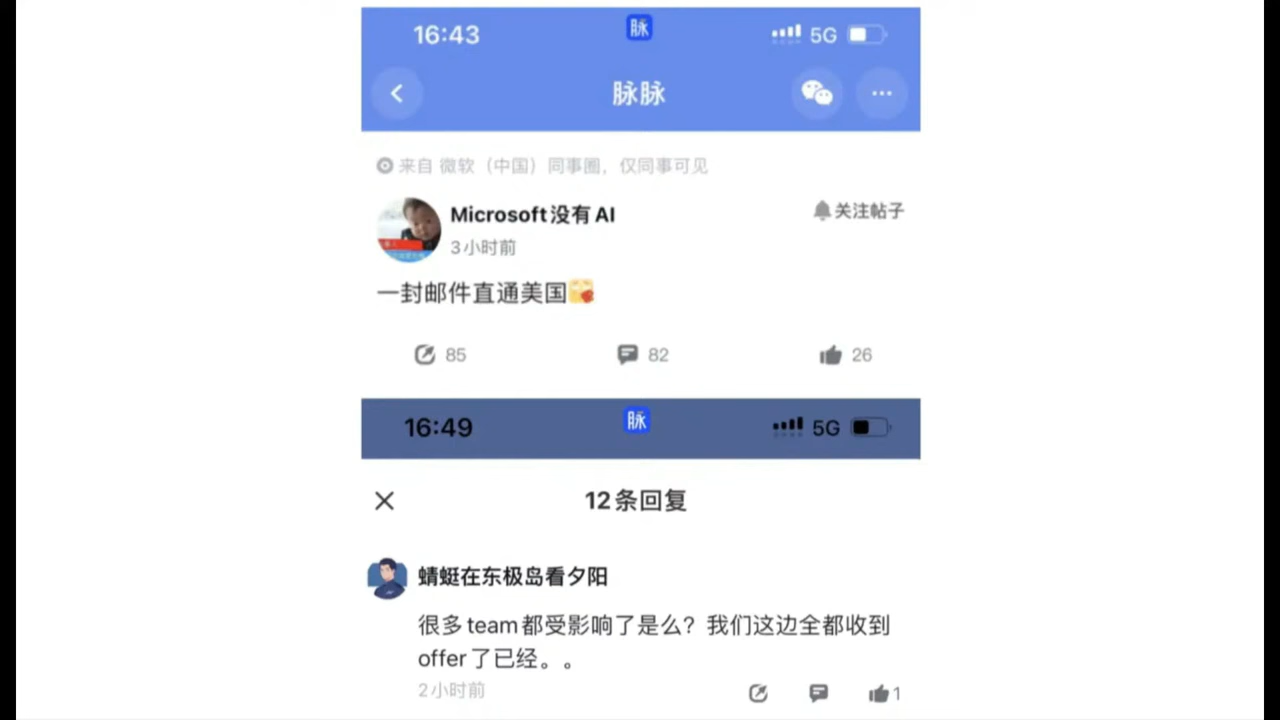 16:43
脉
5G
脉脉
来自 微软（中国）同事圈，仅同事可见
Microsoft没有AI
关注帖子
3小时前
一封邮件直通美国
85
82
26
16:49
脉
5G
12条回复
蜻蜓在东极岛看夕阳
很多team都受影响了是么？我们这边全都收到
offer了已经。。
2小时前
1